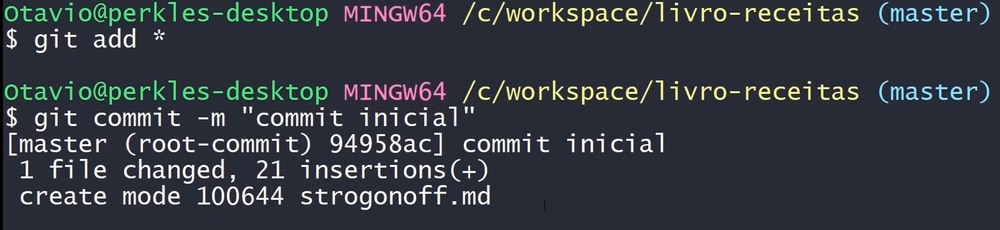 Otavio@perkles-desktop MINGW64 /c/workspace/livro-receitas (master)
$ git add *
Otavio@perkles-desktop MINGW64 /c/workspace/livro-receitas (master)
$ git commit -m "commit inicial"
[master (root-commit) 94958ac] commit inicial
 1 file changed, 21 insertions(+)
 create mode 100644 strogonoff.md